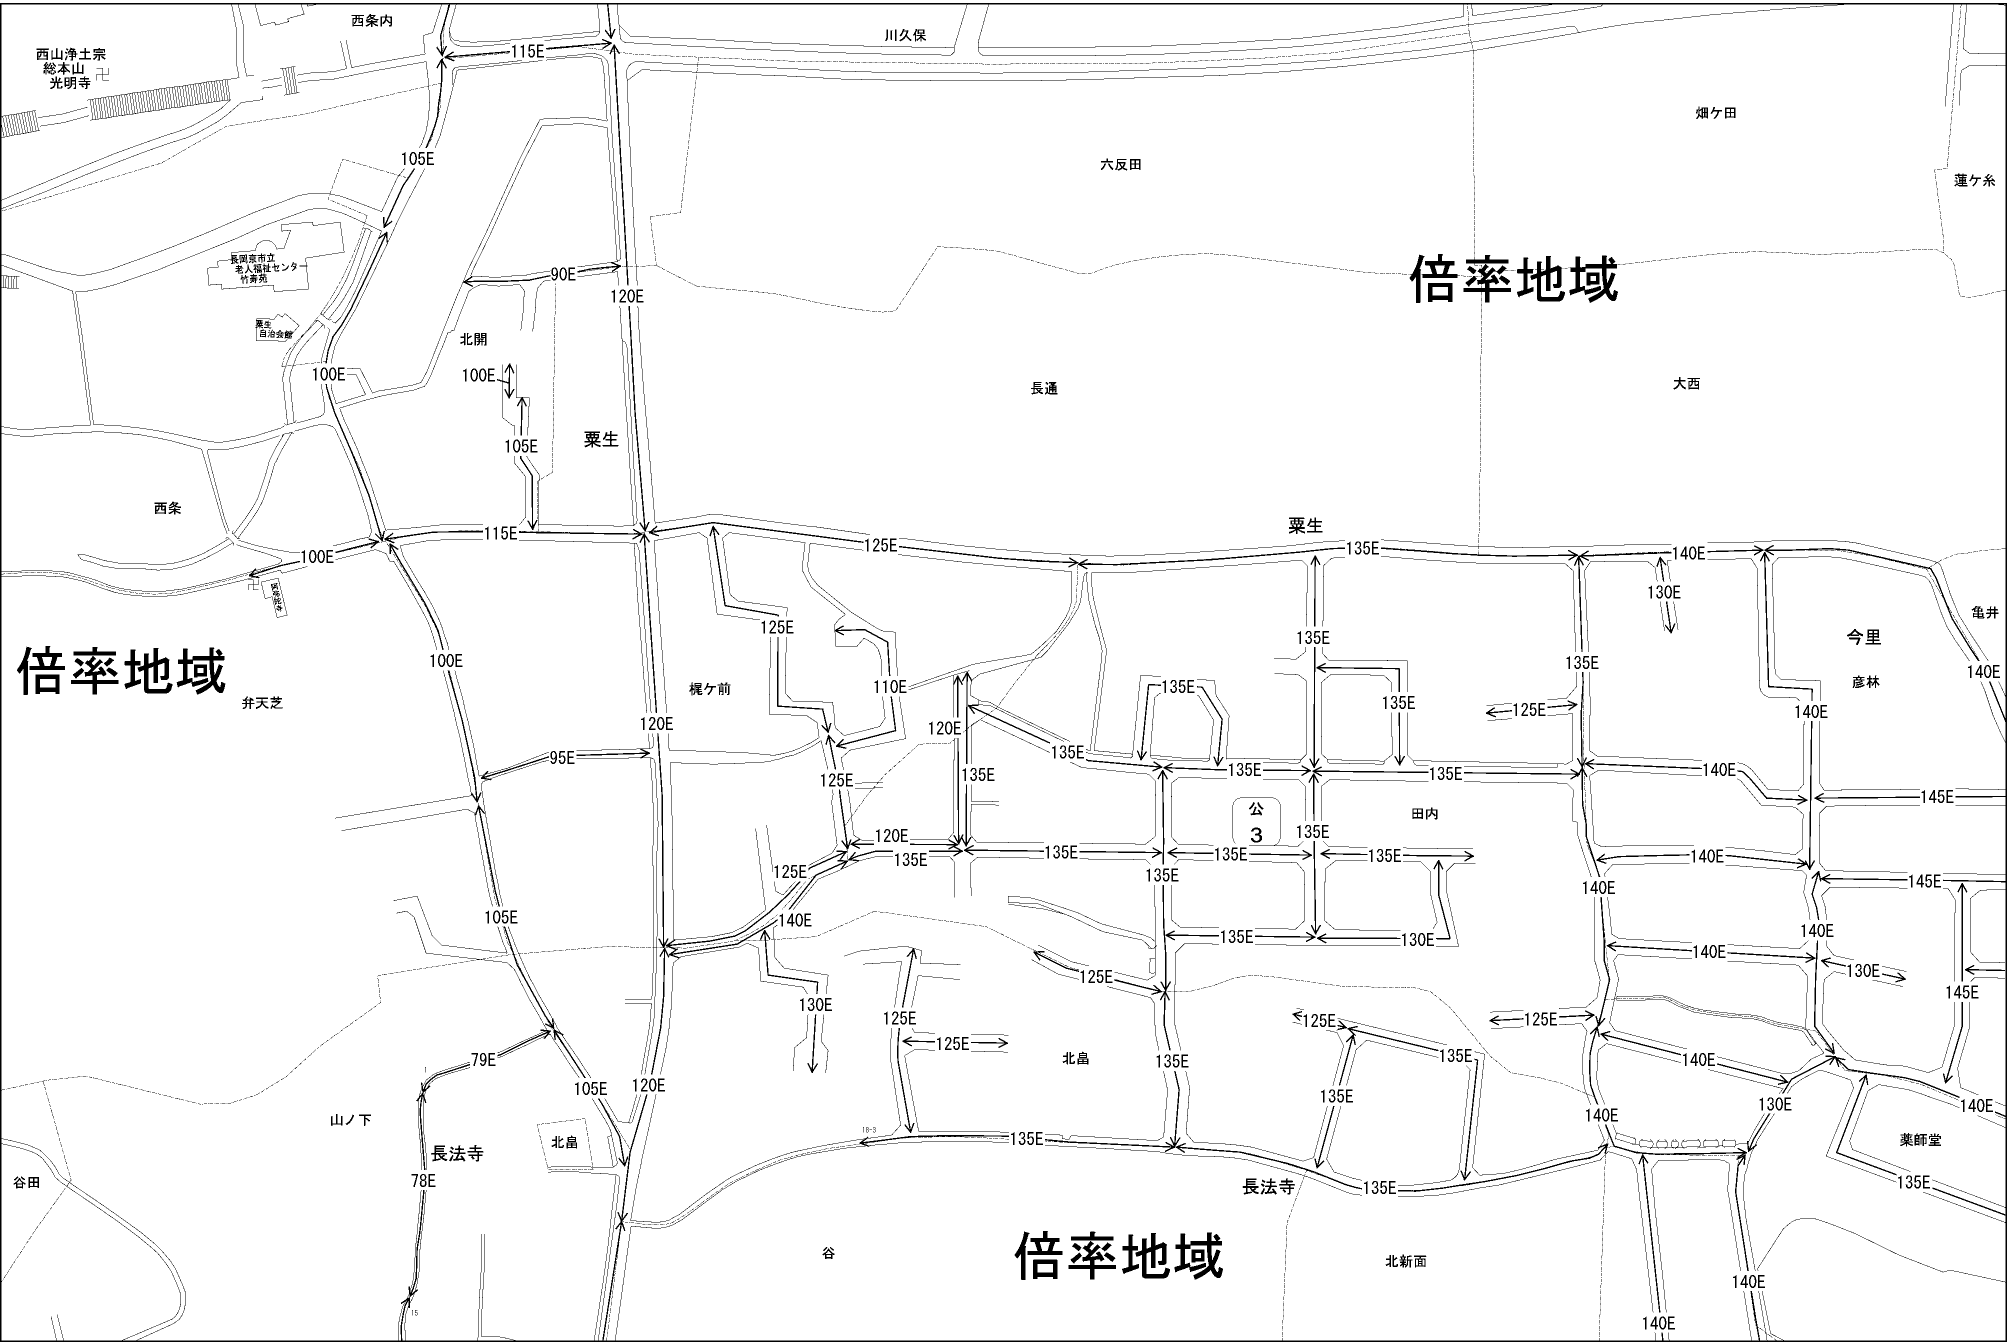 西条内
川久保
西山浄土宗
総本山
光明寺
115E
畑ケ田
105E
六反田
蓮ケ糸
長岡京市立
老人福祉センター
竹寿苑
90E
倍率地域
120E
粟生
自治会館
北開
100E
100E
長通
大西
粟生
105E
西条
粟生
115E
125E
135E
140E
100E
阿弥陀寺
130E
亀井
125E
135E
今里
倍率地域
100E
135E
140E
弁天芝
梶ケ前
110E
135E
彦林
135E
125E
140E
120E
120E
135E
95E
125E
135E
135E
135E
140E
145E
公
3
田内
135E
120E
135E
135E
135E
135E
140E
125E
135E
145E
140E
105E
140E
140E
135E
130E
140E
125E
130E
130E
145E
125E
125E
125E
125E
79E
北畠
135E
135E
140E
105E
120E
135E
130E
140E
140E
山ノ下
18-3
北畠
135E
薬師堂
長法寺
谷田
78E
長法寺
135E
135E
谷
倍率地域
北新面
140E
15
140E